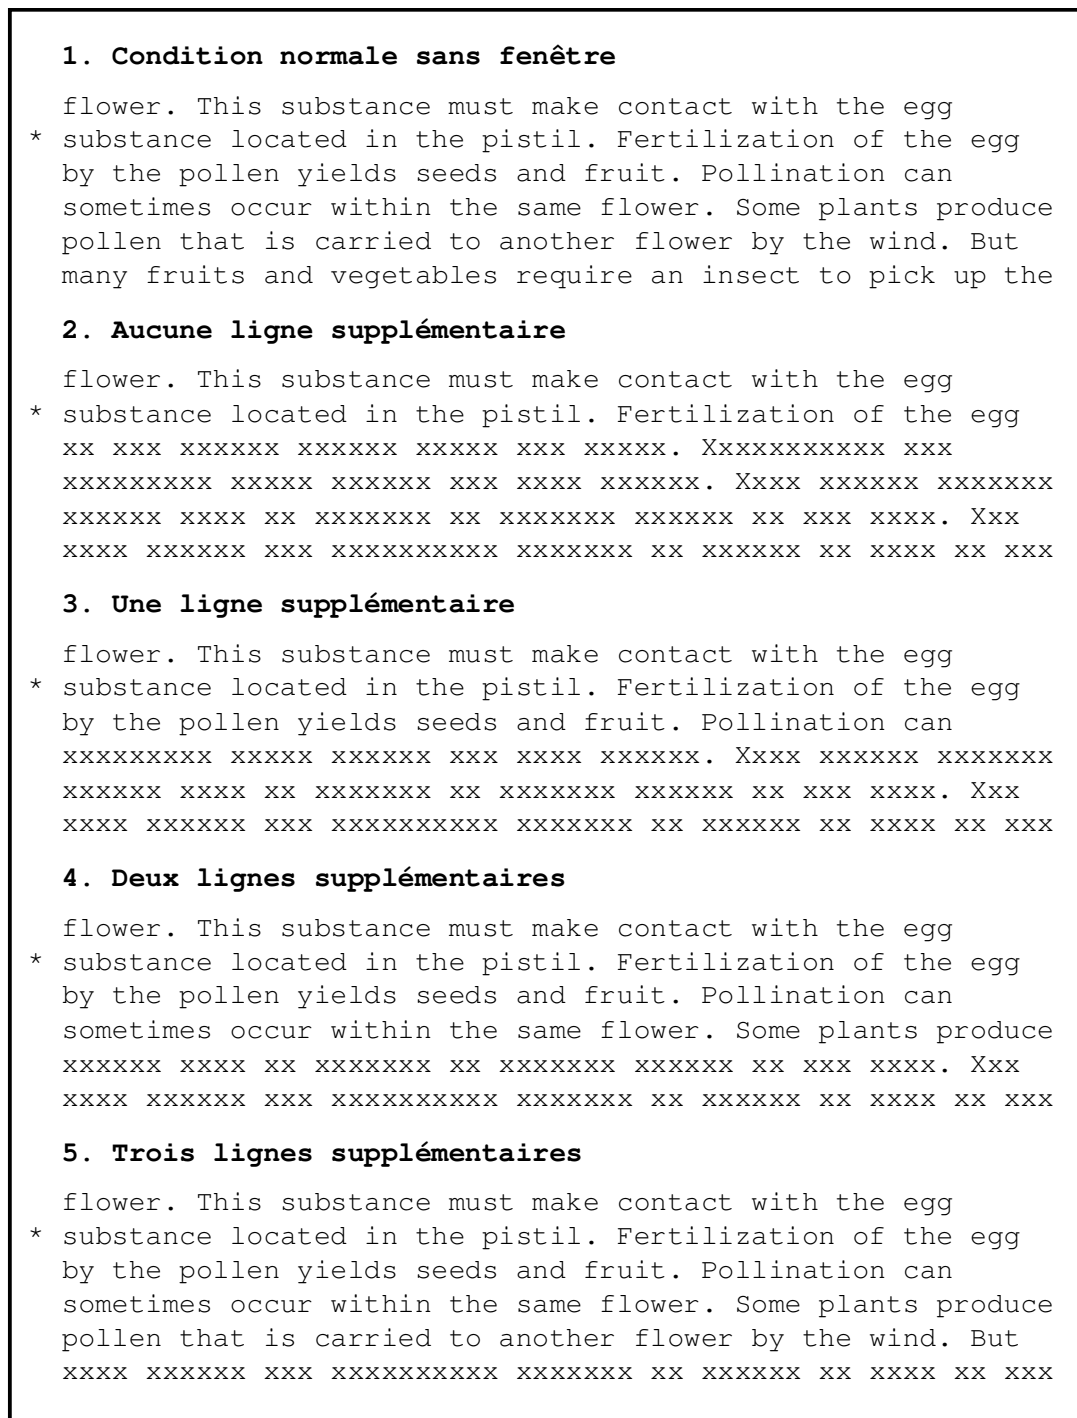 1. Condition normale sans fenêtre
flower. This substance must make contact with the egg
* substance located in the pistil. Fertilization of the egg
by the pollen yields seeds and fruit. Pollination can
sometimes occur within the same flower. Some plants produce
pollen that is carried to another flower by the wind. But
many fruits and vegetables require an insect to pick up the
2. Aucune ligne supplémentaire
flower. This substance must make contact with the egg
* substance located in the pistil. Fertilization of the egg
xx xxx xxxxxx xxxxxx xxxxx xxx xxxxx. Xxxxxxxxxxx xxx
xxxxxxxxx xxxxx xxxxxx xxx xxxx xxxxxx. Xxxx xxxxxx xxxxxxx
xxxxxx xxxx xx xxxxxxx xx xxxxxxx xxxxxx xx xxx xxxx. Xxx
xxxx xxxxxx xxx xxxxxxxxxx xxxxxxx xx xxxxxx xx xxxx xx xxx
3. Une ligne supplémentaire
flower. This substance must make contact with the egg
* substance located in the pistil. Fertilization of the egg
by the pollen yields seeds and fruit. Pollination can
xxxxxxxxx xxxxx xxxxxx xxx xxxx xxxxxx. Xxxx xxxxxx xxxxxxx
xxxxxx xxxx xx xxxxxxx xx xxxxxxx xxxxxx xx xxx xxxx. Xxx
xxxx xxxxxx xxx xxxxxxxxxx xxxxxxx xx xxxxxx xx xxxx xx xxx
4. Deux lignes supplémentaires
flower. This substance must make contact with the egg
* substance located in the pistil. Fertilization of the egg
by the pollen yields seeds and fruit. Pollination can
sometimes occur within the same flower. Some plants produce
xxxxxx xxxx xx xxxxxxx xx xxxxxxx xxxxxx xx xxx xxxx. Xxx
xxxx xxxxxx xxx xxxxxxxxxx xxxxxxx xx xxxxxx xx xxxx xx xxx
5. Trois lignes supplémentaires
flower. This substance must make contact with the egg
* substance located in the pistil. Fertilization of the egg
by the pollen yields seeds and fruit. Pollination can
sometimes occur within the same flower. Some plants produce
pollen that is carried to another flower by the wind. But
xxxx xxxxxx xxx xxxxxxxxxx xxxxxxx xx xxxxxx xx xxxx xx xxx